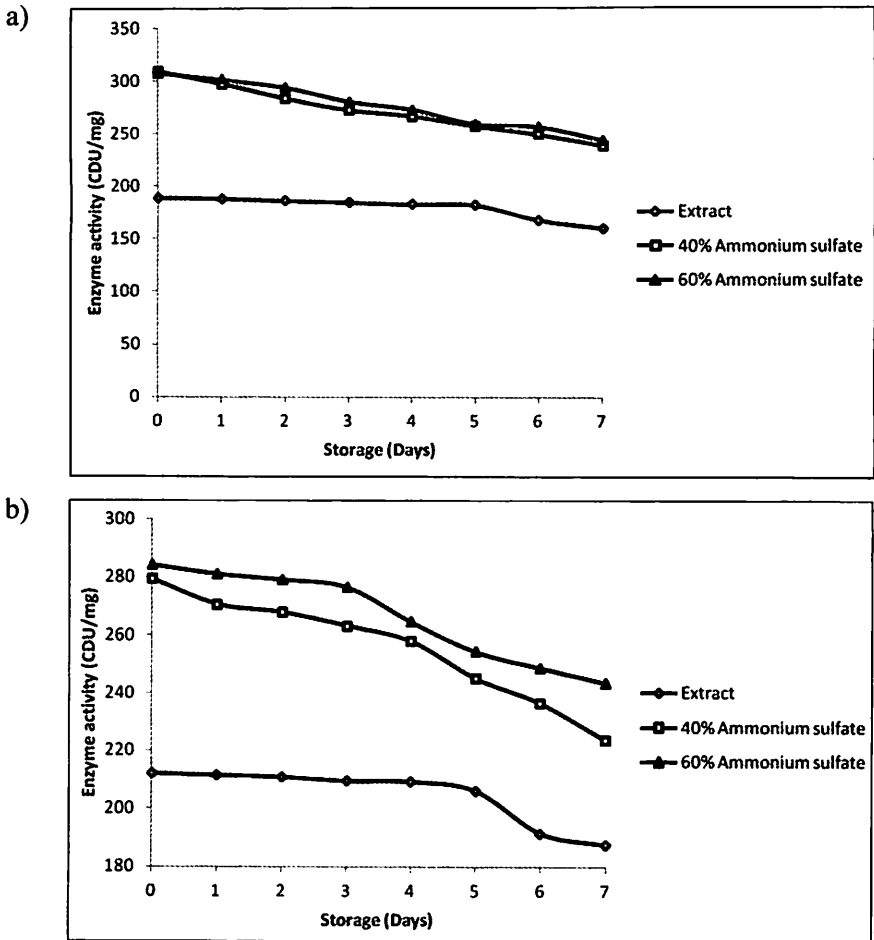 a)
350
300
250
200
150
100
50
0
Enzyme activity (CDU/mg)
0 1 2 3 4 5 6 7
Storage (Days)
Extract
40% Ammonium sulfate
60% Ammonium sulfate
b)
300
280
260
240
220
200
180
Enzyme activity (CDU/mg)
0 1 2 3 4 5 6 7
Storage (Days)
Extract
40% Ammonium sulfate
60% Ammonium sulfate